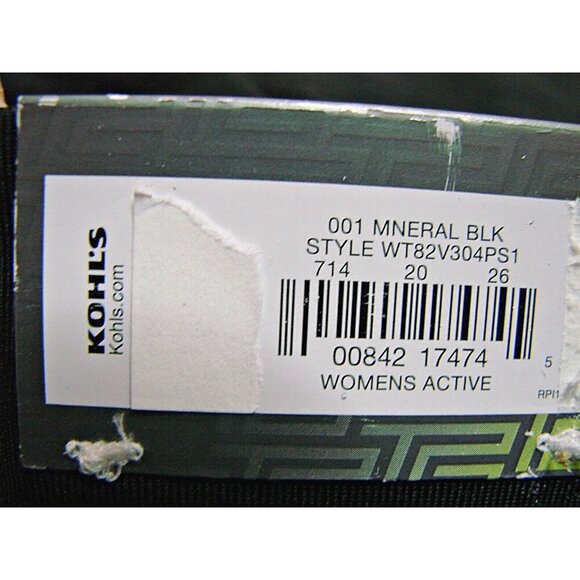 KOHL'S
Kohls.com
001 MNERAL BLK
STYLE WT82V304PS1
714 20 26
00842 17474 5
WOMENS ACTIVE
RPI1